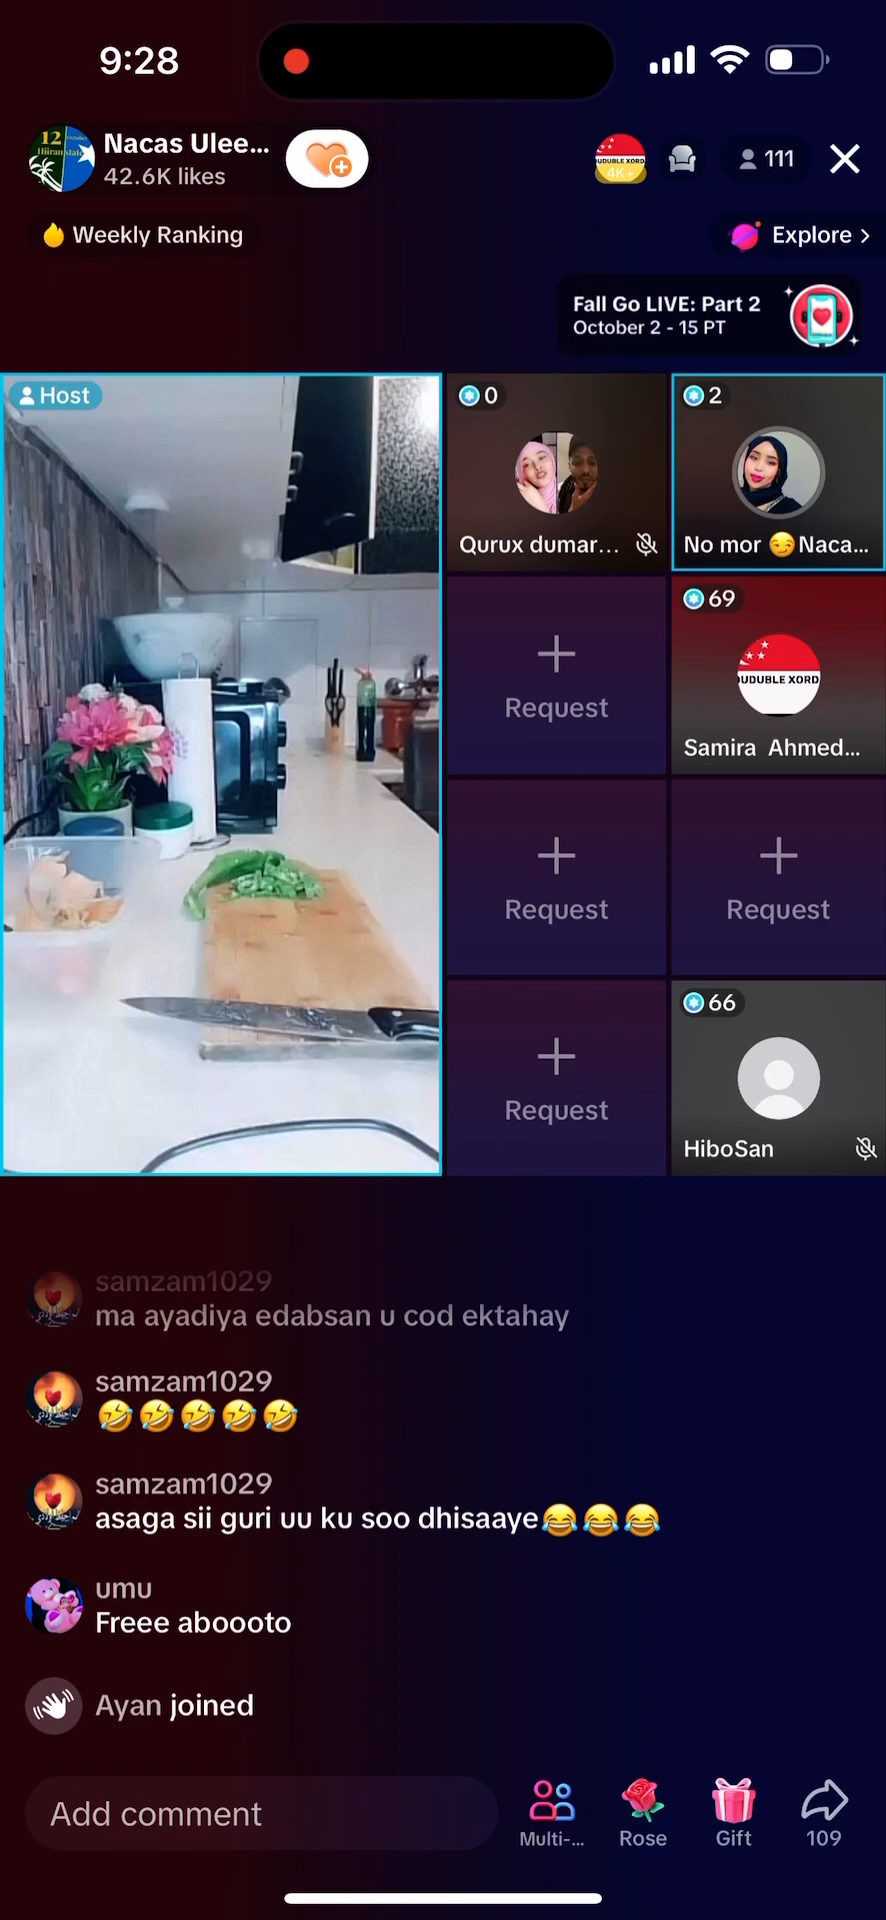 9:28
Nacas Ulee...
42.6K likes
4K+
111
Weekly Ranking
Explore >
Fall Go LIVE: Part 2
October 2 - 15 PT
Host
0
Qurux dumar...
2
No mor 😏Naca...
Request
69
UDUBLE XORD
Samira Ahmed...
Request
Request
Request
66
HiboSan
samzam1029
ma ayadiya edabsan u cod ektahay
samzam1029
🤣🤣🤣🤣🤣
samzam1029
asaga sii guri uu ku soo dhisaaye😂😂😂
umu
Freee aboooto
Ayan joined
Add comment
Multi-...
Rose
Gift
109